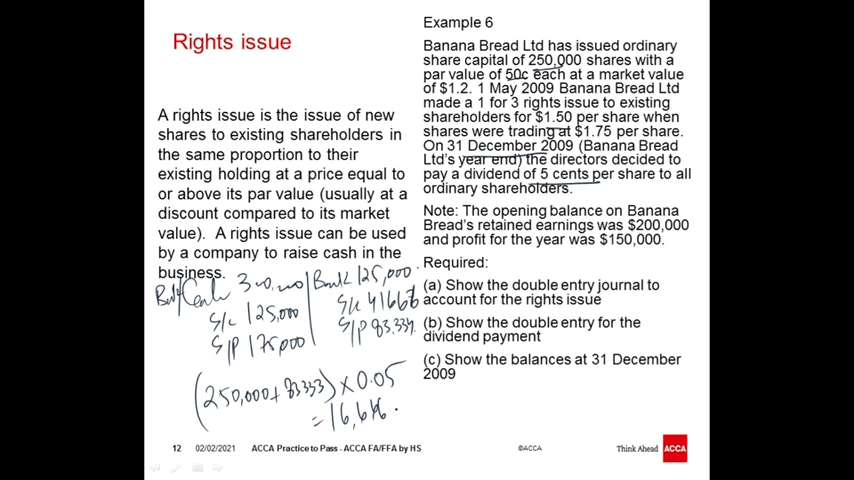 Rights issue
A rights issue is the issue of new
shares to existing shareholders in
the same proportion to their
existing holding at a price equal to
or above its par value (usually at a
discount compared to its market
value). A rights issue can be used
by a company to raise cash in the
business.
Bank/Cash 300,000
S/C 125,000
S/P 175,000
Bank 125,000
S/C 41666
S/P 83,334
(250,000 + 83333) × 0.05
= 16,666.
Example 6
Banana Bread Ltd has issued ordinary
share capital of 250,000 shares with a
par value of 50c each at a market value
of $1.2. 1 May 2009 Banana Bread Ltd
made a 1 for 3 rights issue to existing
shareholders for $1.50 per share when
shares were trading at $1.75 per share.
On 31 December 2009 (Banana Bread
Ltd's year end) the directors decided to
pay a dividend of 5 cents per share to all
ordinary shareholders.
Note: The opening balance on Banana
Bread's retained earnings was $200,000
and profit for the year was $150,000.
Required:
(a) Show the double entry journal to
account for the rights issue
(b) Show the double entry for the
dividend payment
(c) Show the balances at 31 December
2009
12 02/02/2021 ACCA Practice to Pass - ACCA FA/FFA by HS ©ACCA Think Ahead ACCA